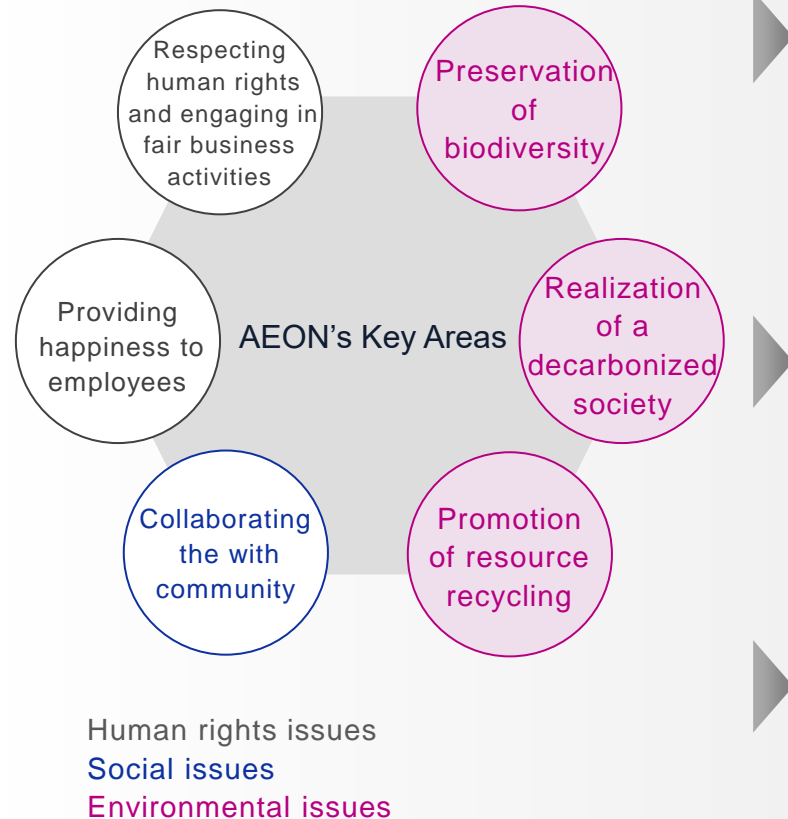 Respecting
human rights
and engaging in
fair business
activities
Preservation
of
biodiversity
Providing
happiness to
employees
AEON's Key Areas
Realization
of a
decarbonized
society
Collaborating
the with
community
Promotion
of resource
recycling
Human rights issues
Social issues
Environmental issues